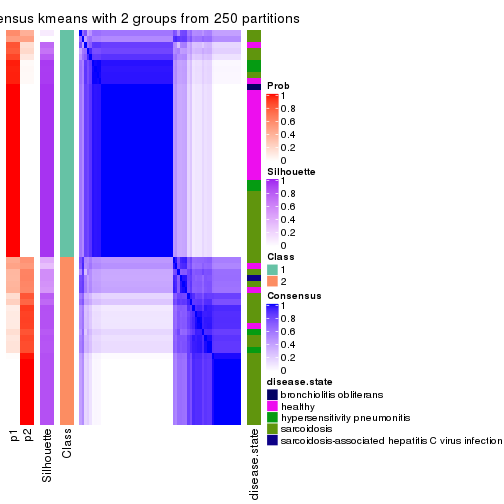 ensus kmeans with 2 groups from 250 partitions
Prob
1
0.8
0.6
0.4
0.2
0
Silhouette
1
0.8
0.6
0.4
0.2
0
Class
1
2
Consensus
1
0.8
0.6
0.4
0.2
0
disease.state
bronchiolitis obliterans
healthy
hypersensitivity pneumonitis
sarcoidosis
sarcoidosis-associated hepatitis C virus infection
p1
p2
Silhouette
Class
disease.state